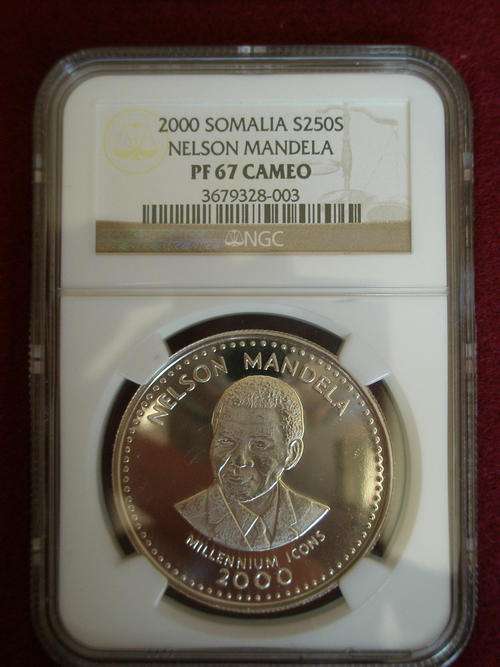 2000 SOMALIA S250S
NELSON MANDELA
PF 67 CAMEO
3679328-003
NGC
NELSON MANDELA
MILLENNIUM ICONS
2000